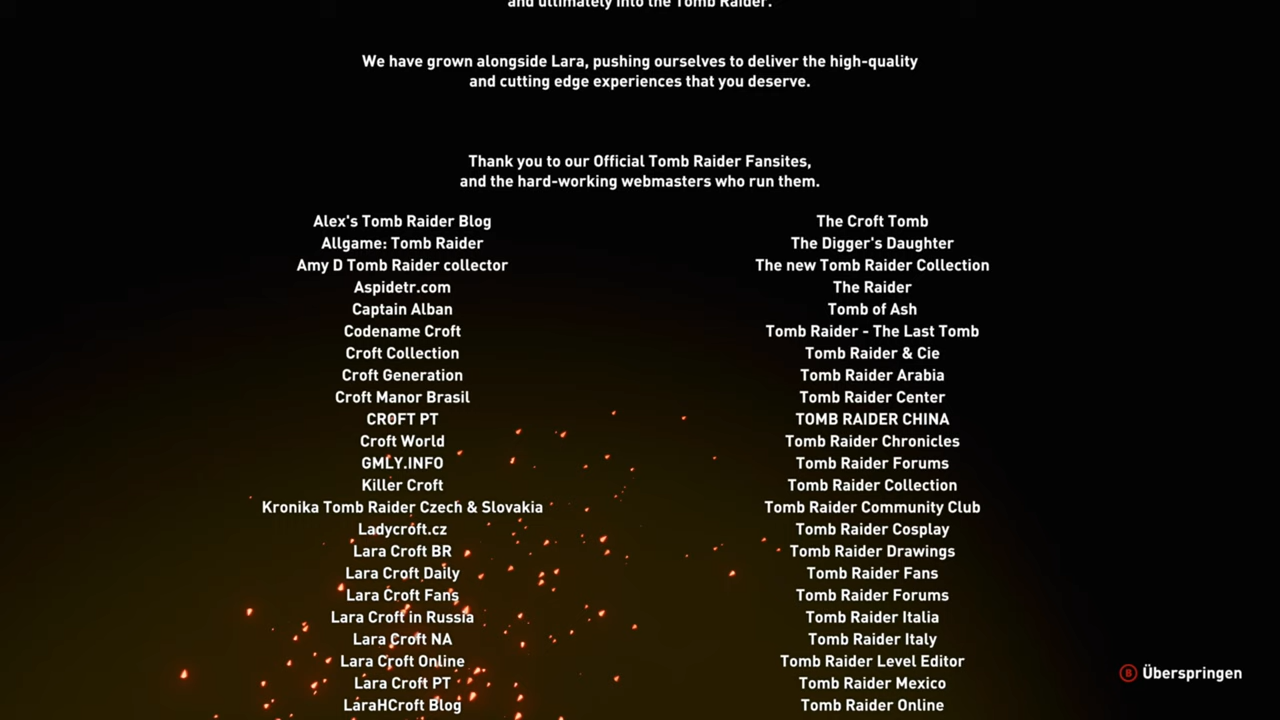 and ultimately into the Tomb Raider.
We have grown alongside Lara, pushing ourselves to deliver the high-quality
and cutting edge experiences that you deserve.
Thank you to our Official Tomb Raider Fansites,
and the hard-working webmasters who run them.
Alex's Tomb Raider Blog
Allgame: Tomb Raider
Amy D Tomb Raider collector
Aspidetr.com
Captain Alban
Codename Croft
Croft Collection
Croft Generation
Croft Manor Brasil
CROFT PT
Croft World
GMLY.INFO
Killer Croft
Kronika Tomb Raider Czech & Slovakia
Ladycroft.cz
Lara Croft BR
Lara Croft Daily
Lara Croft Fans
Lara Croft in Russia
Lara Croft NA
Lara Croft Online
Lara Croft PT
LaraHCroft Blog
The Croft Tomb
The Digger's Daughter
The new Tomb Raider Collection
The Raider
Tomb of Ash
Tomb Raider - The Last Tomb
Tomb Raider & Cie
Tomb Raider Arabia
Tomb Raider Center
TOMB RAIDER CHINA
Tomb Raider Chronicles
Tomb Raider Forums
Tomb Raider Collection
Tomb Raider Community Club
Tomb Raider Cosplay
Tomb Raider Drawings
Tomb Raider Fans
Tomb Raider Forums
Tomb Raider Italia
Tomb Raider Italy
Tomb Raider Level Editor
Tomb Raider Mexico
Tomb Raider Online
B Überspringen